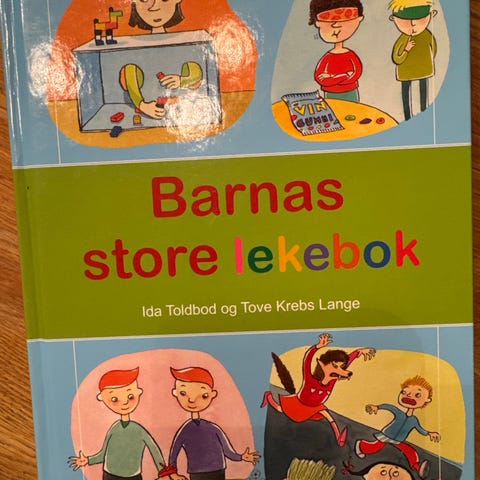 VIN
GUMMI
Barnas
store lekebok
Ida Toldbod og Tove Krebs Lange